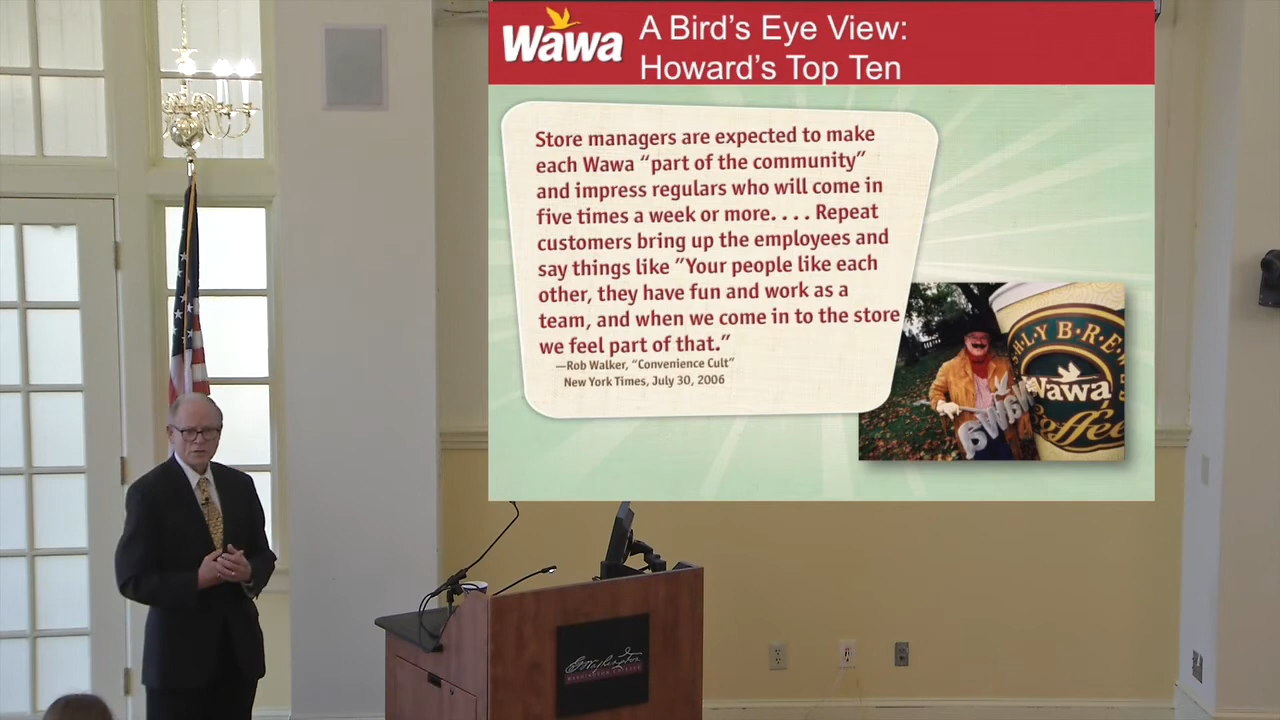 Wawa
A Bird's Eye View:
Howard's Top Ten
Store managers are expected to make
each Wawa “part of the community”
and impress regulars who will come in
five times a week or more. . . . Repeat
customers bring up the employees and
say things like ”Your people like each
other, they have fun and work as a
team, and when we come in to the store
we feel part of that.”
—Rob Walker, “Convenience Cult”
New York Times, July 30, 2006
Wawa
Wawa
Coffee
G Washington
WASHINGTON COLLEGE